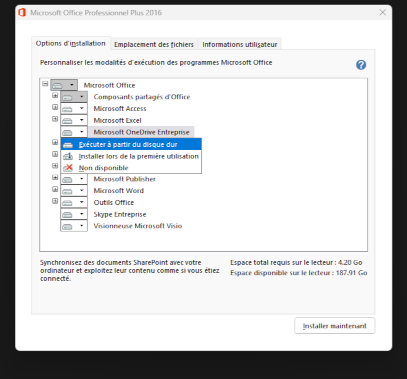 Microsoft Office Professionnel Plus 2016
Options d'installation
Emplacement des fichiers
Informations utilisateur
Personnaliser les modalités d'exécution des programmes Microsoft Office
Microsoft Office
Composants partagés d'Office
Microsoft Access
Microsoft Excel
Microsoft OneDrive Entreprise
Exécuter à partir du disque dur
Installer lors de la première utilisation
Non disponible
Microsoft Publisher
Microsoft Word
Outils Office
Skype Entreprise
Visionneuse Microsoft Visio
Synchronisez des documents SharePoint avec votre
ordinateur et exploitez leur contenu comme si vous étiez
connecté.
Espace total requis sur le lecteur : 4.20 Go
Espace disponible sur le lecteur : 187.91 Go
Installer maintenant